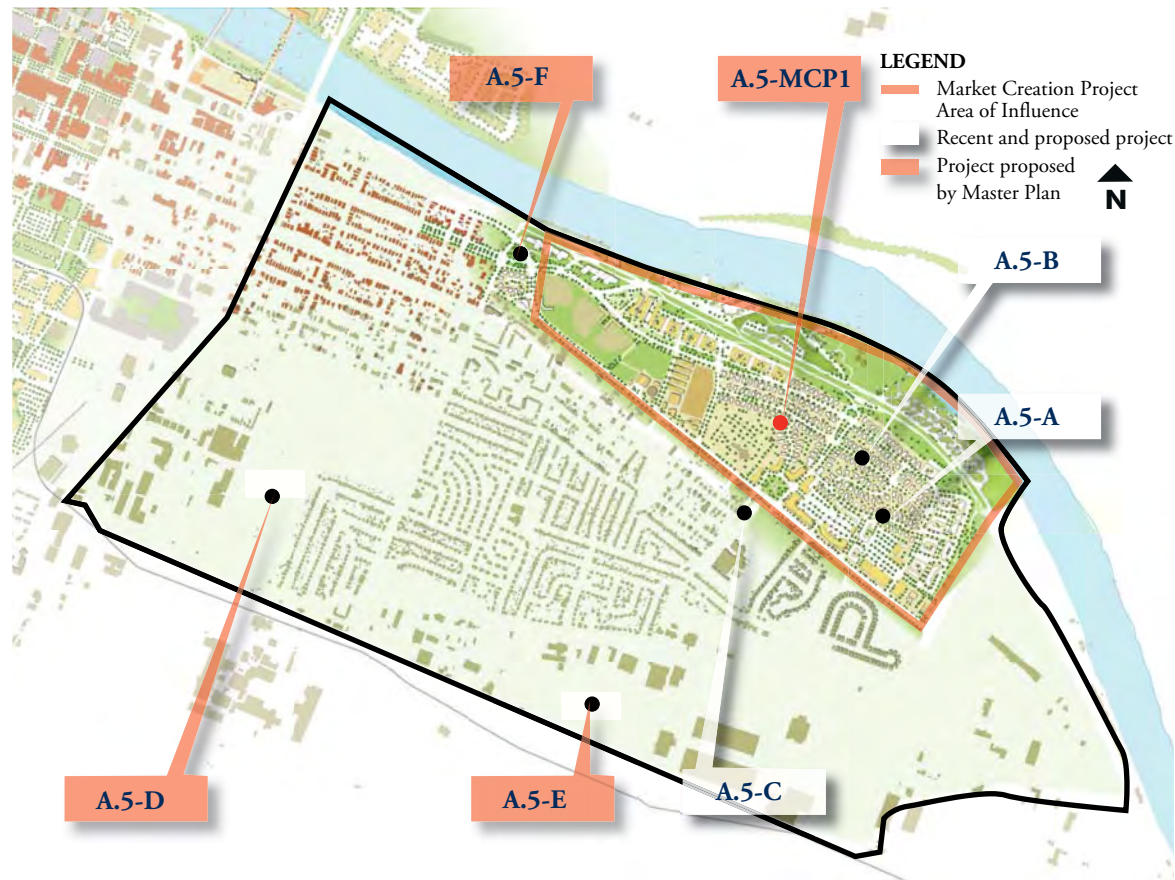 A.5-F
A.5-MCP1
LEGEND
Market Creation Project
Area of Influence
Recent and proposed project
Project proposed
by Master Plan
N
A.5-B
A.5-A
A.5-D
A.5-E
A.5-C